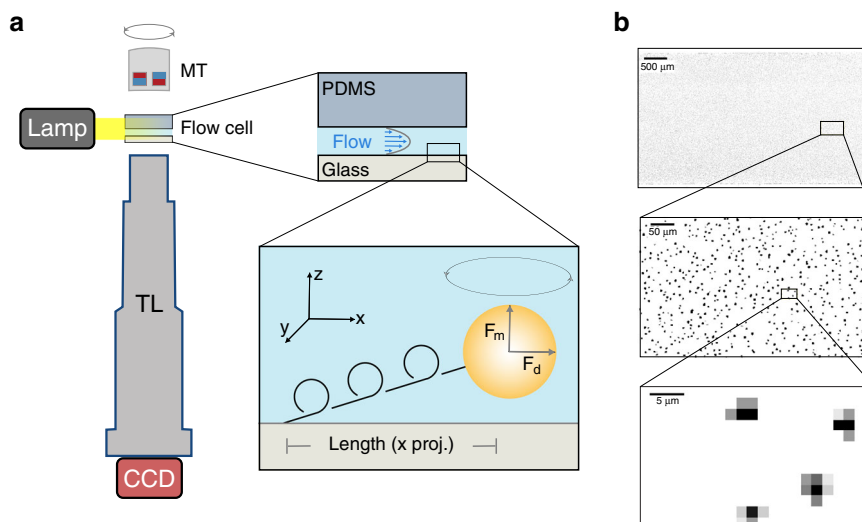 a
MT
Lamp
Flow cell
TL
CCD
PDMS
Flow
Glass
z
y
x
F_m
F_d
Length (x proj.)
b
500 μm
50 μm
5 μm